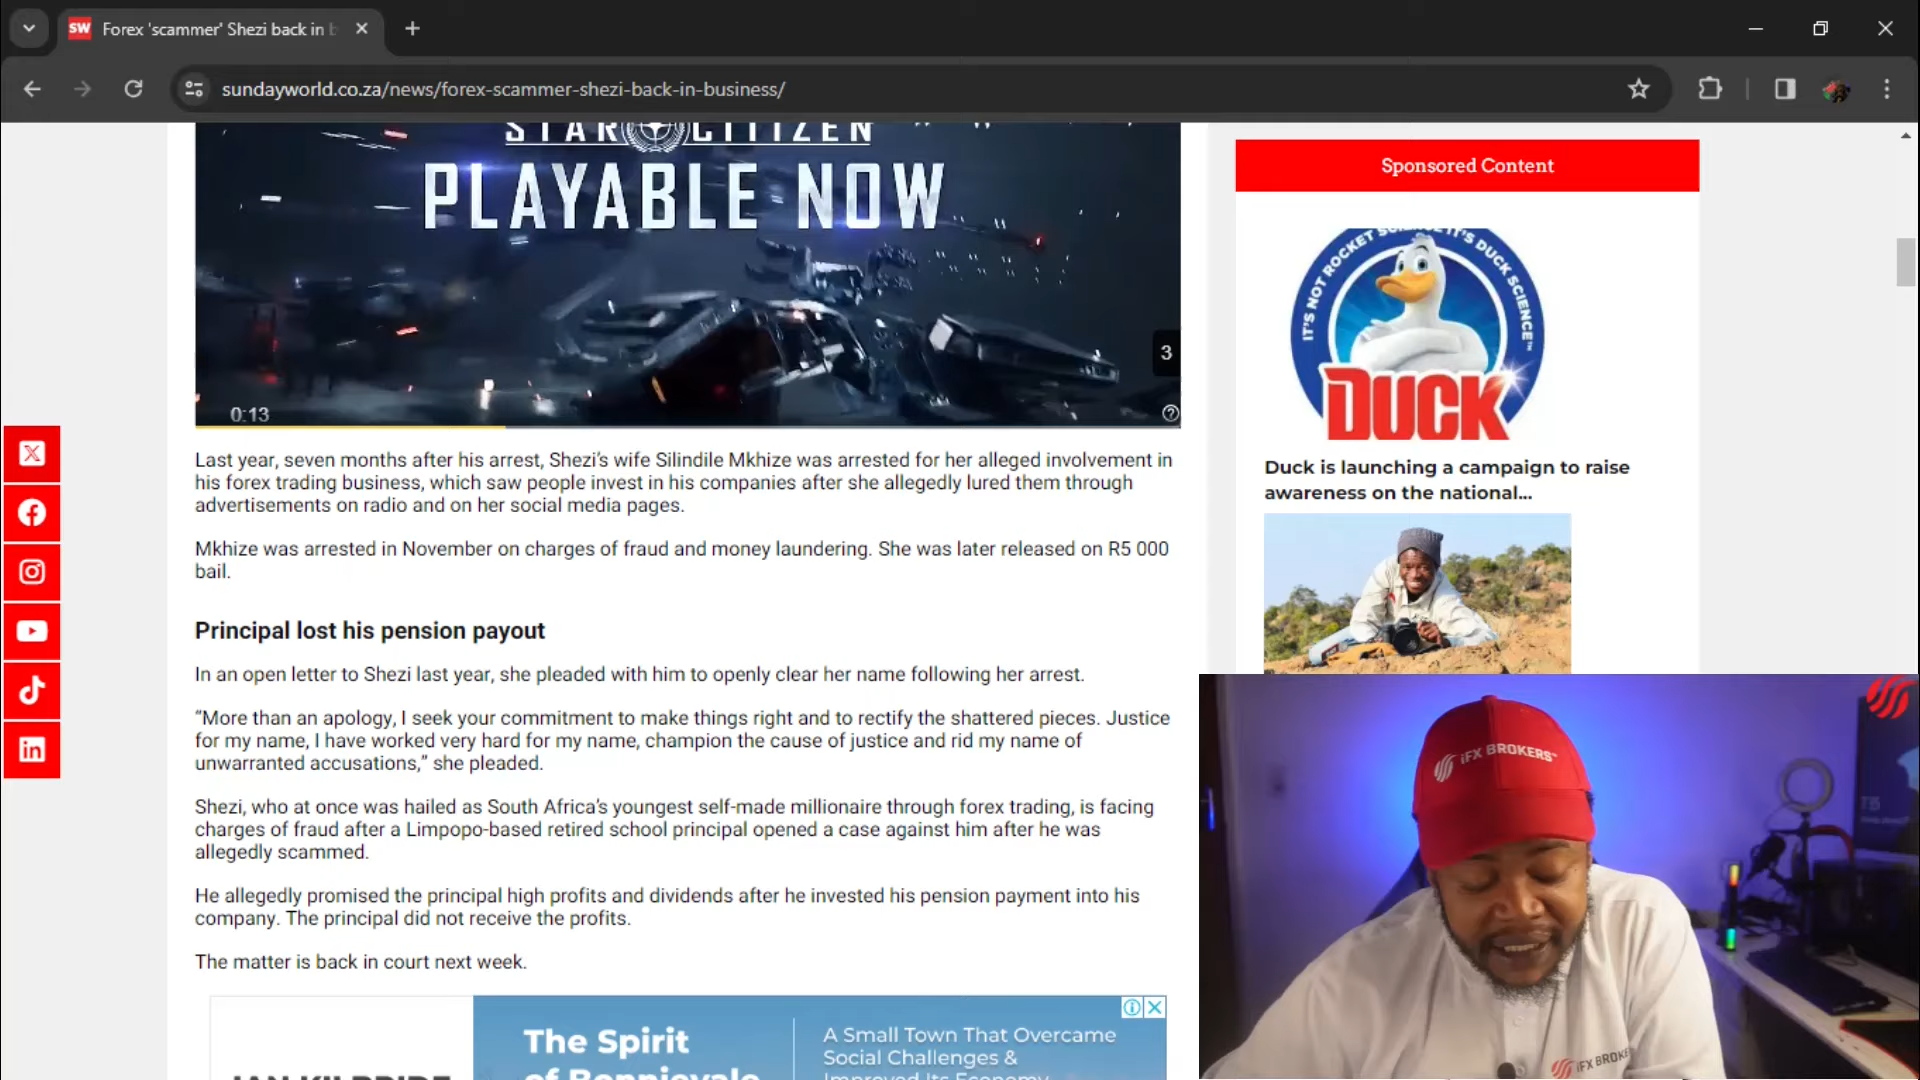 SW Forex 'scammer' Shezi back in b
sundayworld.co.za/news/forex-scammer-shezi-back-in-business/
STAR CITIZEN
PLAYABLE NOW
3
0:13
Last year, seven months after his arrest, Shezi’s wife Silindile Mkhize was arrested for her alleged involvement in
his forex trading business, which saw people invest in his companies after she allegedly lured them through
advertisements on radio and on her social media pages.
Mkhize was arrested in November on charges of fraud and money laundering. She was later released on R5 000
bail.
Principal lost his pension payout
In an open letter to Shezi last year, she pleaded with him to openly clear her name following her arrest.
“More than an apology, I seek your commitment to make things right and to rectify the shattered pieces. Justice
for my name, I have worked very hard for my name, champion the cause of justice and rid my name of
unwarranted accusations,” she pleaded.
Shezi, who at once was hailed as South Africa’s youngest self-made millionaire through forex trading, is facing
charges of fraud after a Limpopo-based retired school principal opened a case against him after he was
allegedly scammed.
He allegedly promised the principal high profits and dividends after he invested his pension payment into his
company. The principal did not receive the profits.
The matter is back in court next week.
The Spirit
of Bonnievale
A Small Town That Overcame
Social Challenges &
Improved Its Economy
JAN KILBRIDE
Sponsored Content
IT'S NOT ROCKET SCIENCE IT'S DUCK SCIENCE™
DUCK
Duck is launching a campaign to raise
awareness on the national...
iFX BROKERS™
iFX BROKE